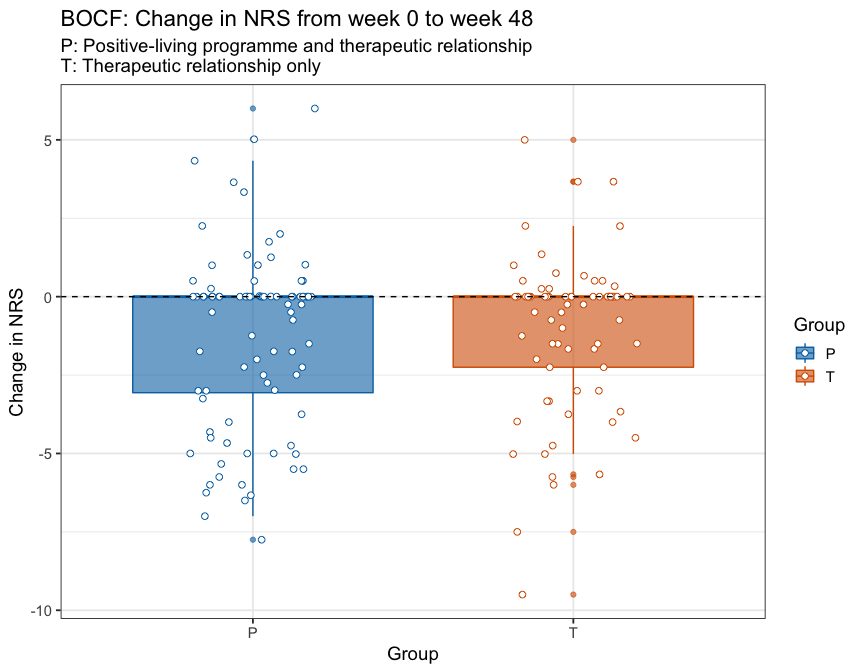 BOCF: Change in NRS from week 0 to week 48
P: Positive-living programme and therapeutic relationship
T: Therapeutic relationship only
Change in NRS
5
0
-5
-10
P
T
Group
Group
P
T